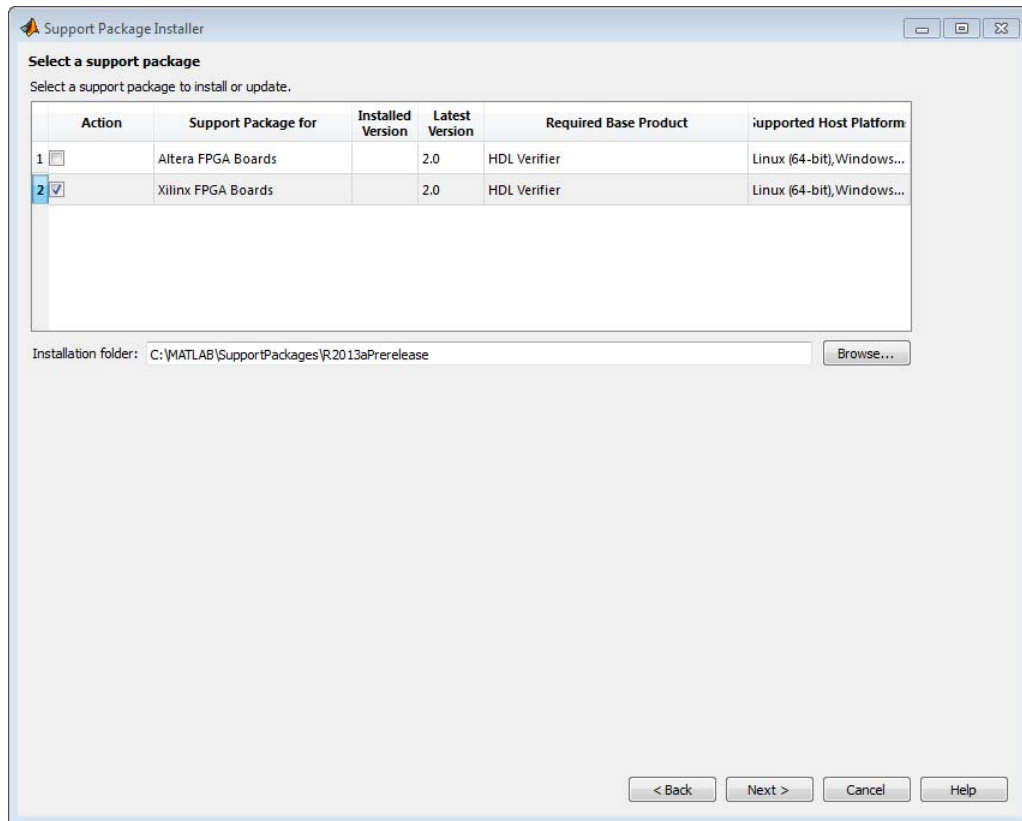 Support Package Installer
Select a support package
Select a support package to install or update.
Action Support Package for Installed Version Latest Version Required Base Product upported Host Platform
1 Altera FPGA Boards 2.0 HDL Verifier Linux (64-bit),Windows...
2 Xilinx FPGA Boards 2.0 HDL Verifier Linux (64-bit),Windows...
Installation folder: C:\MATLAB\SupportPackages\R2013aPrerelease Browse...
< Back Next > Cancel Help